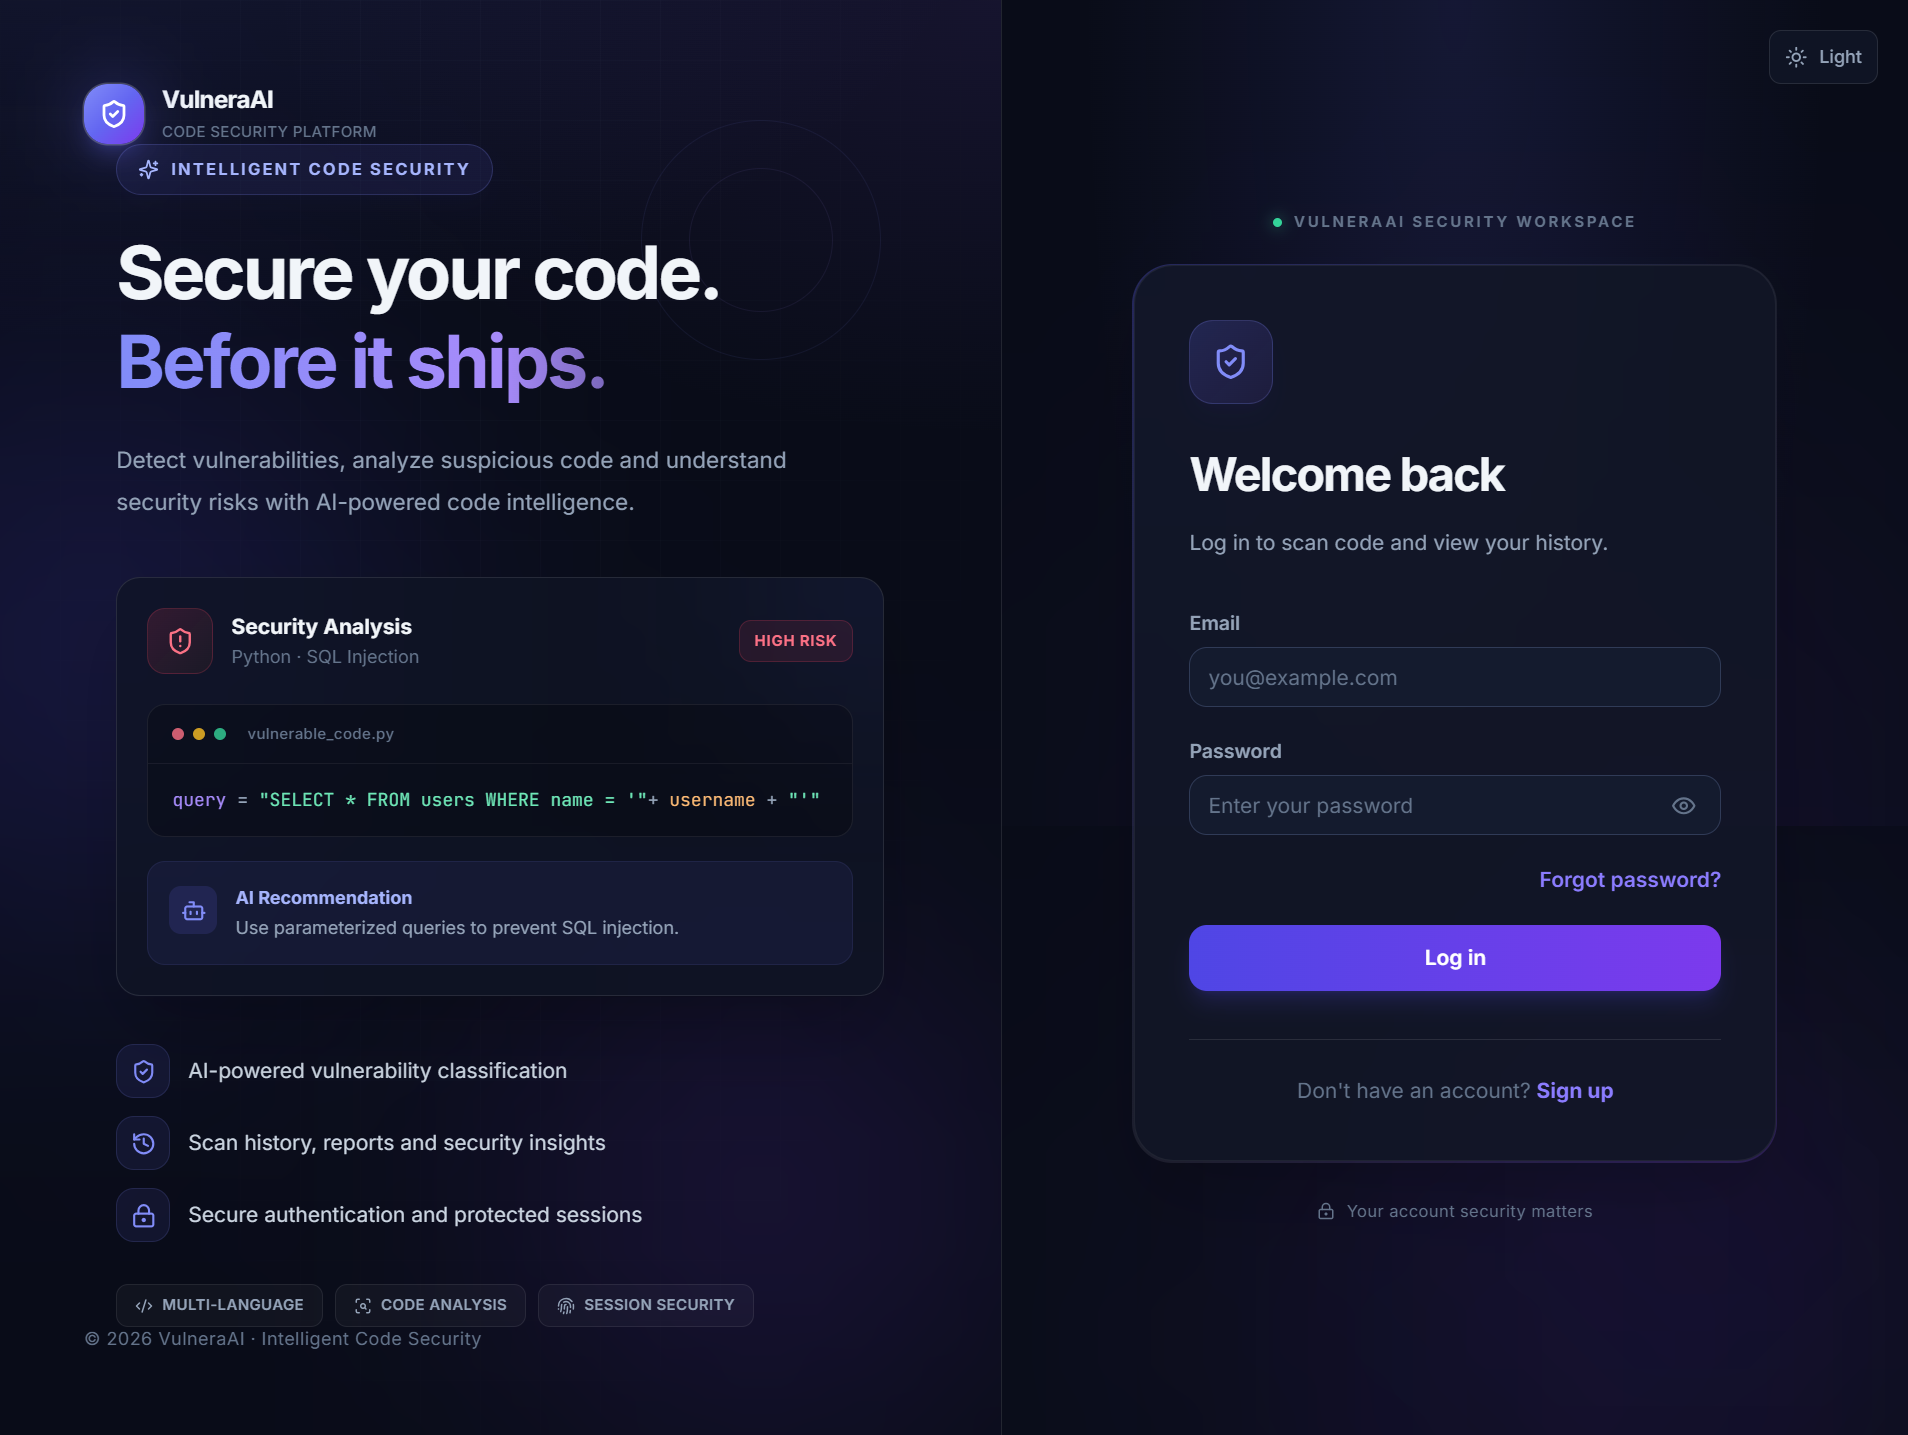 VulneraAI
CODE SECURITY PLATFORM
INTELLIGENT CODE SECURITY
Secure your code.
Before it ships.
Detect vulnerabilities, analyze suspicious code and understand
security risks with AI-powered code intelligence.
Security Analysis
Python · SQL Injection
HIGH RISK
vulnerable_code.py
query = "SELECT * FROM users WHERE name = '"+ username + "'"
AI Recommendation
Use parameterized queries to prevent SQL injection.
AI-powered vulnerability classification
Scan history, reports and security insights
Secure authentication and protected sessions
MULTI-LANGUAGE
CODE ANALYSIS
SESSION SECURITY
© 2026 VulneraAI · Intelligent Code Security
Light
VULNERAAI SECURITY WORKSPACE
Welcome back
Log in to scan code and view your history.
Email
you@example.com
Password
Enter your password
Forgot password?
Log in
Don't have an account? Sign up
Your account security matters